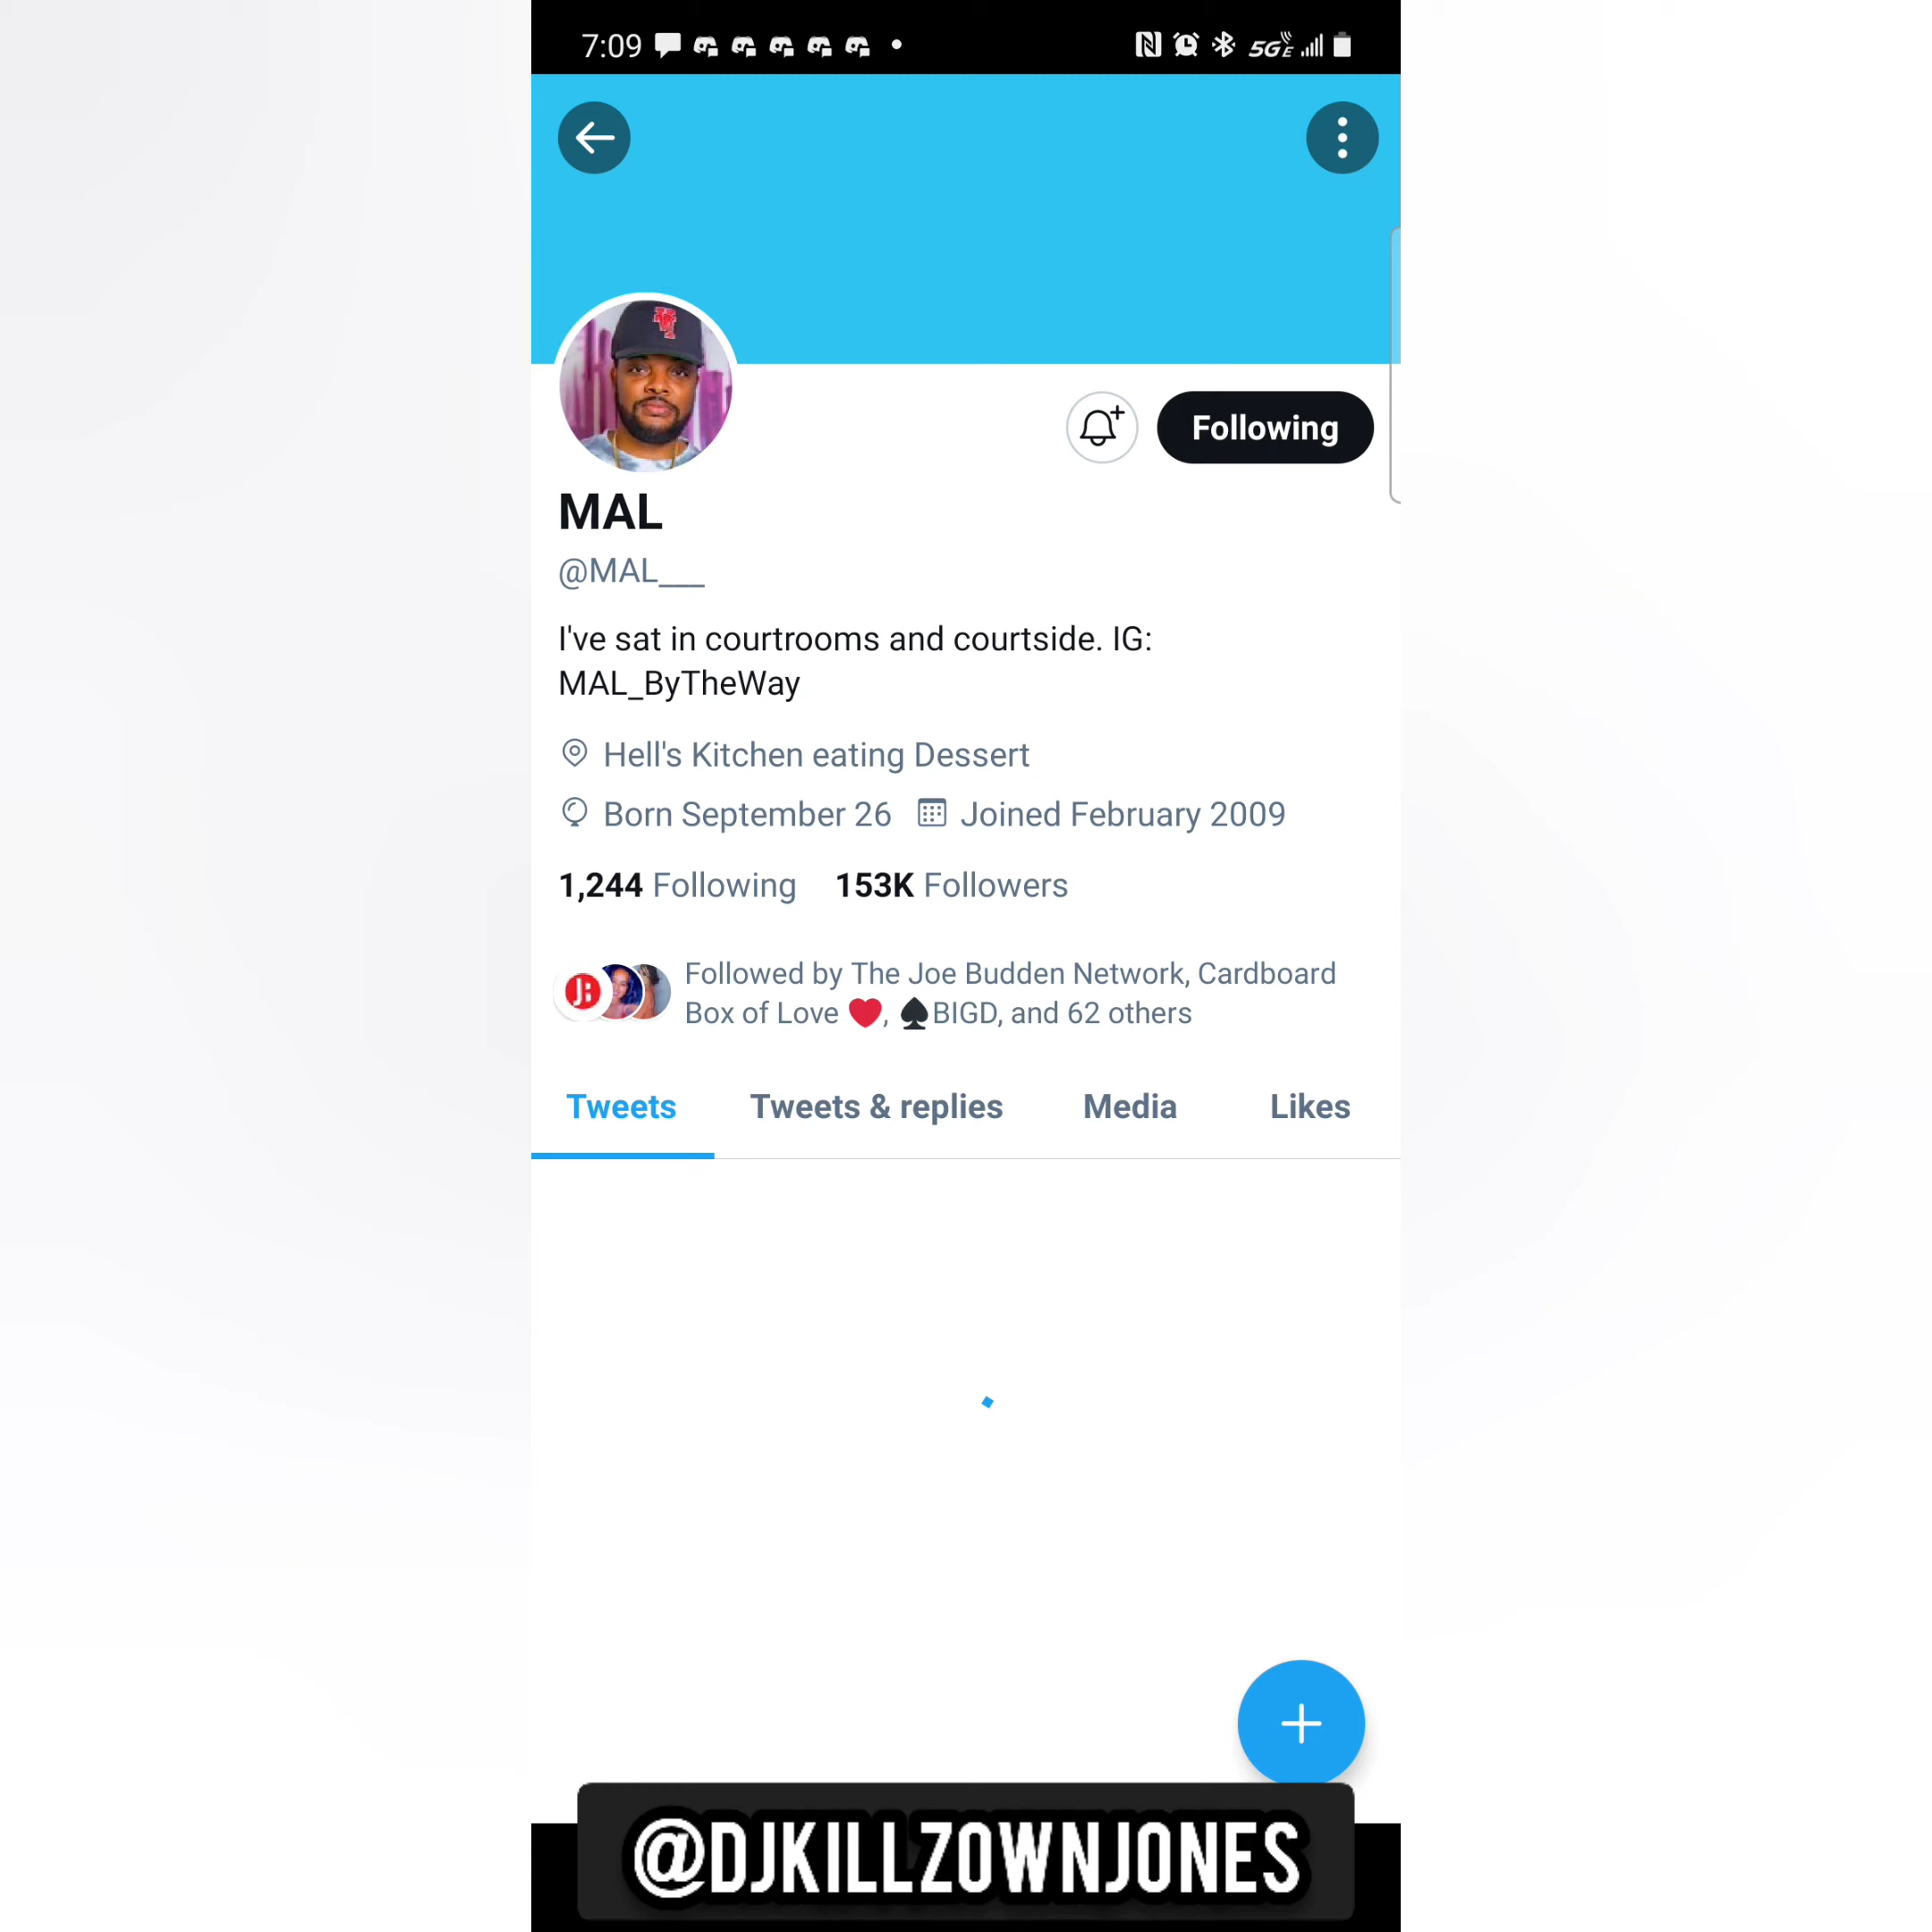 7:09
5GE
Following
MAL
@MAL___
I've sat in courtrooms and courtside. IG:
MAL_ByTheWay
Hell's Kitchen eating Dessert
Born September 26 Joined February 2009
1,244 Following 153K Followers
JB
Followed by The Joe Budden Network, Cardboard
Box of Love ❤️, ♠️BIGD, and 62 others
Tweets Tweets & replies Media Likes
@DJKILLZOWNJONES